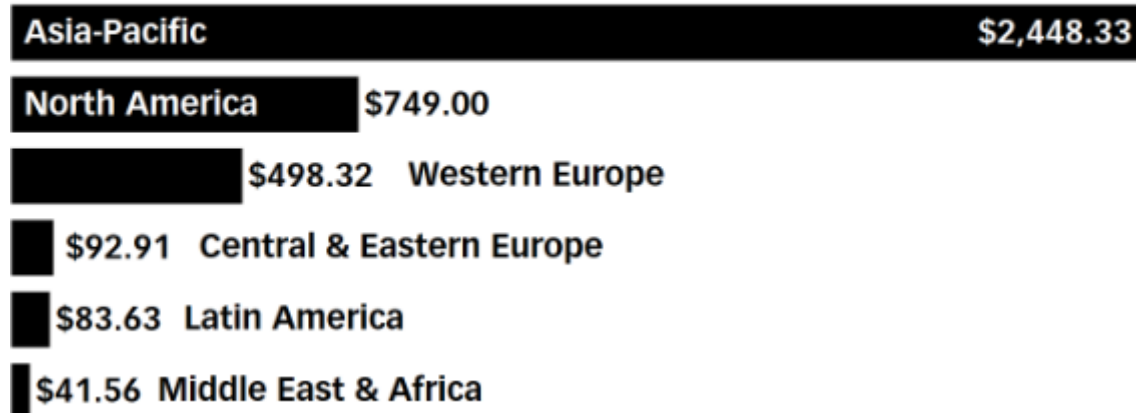 Asia-Pacific $2,448.33
North America $749.00
$498.32 Western Europe
$92.91 Central & Eastern Europe
$83.63 Latin America
$41.56 Middle East & Africa